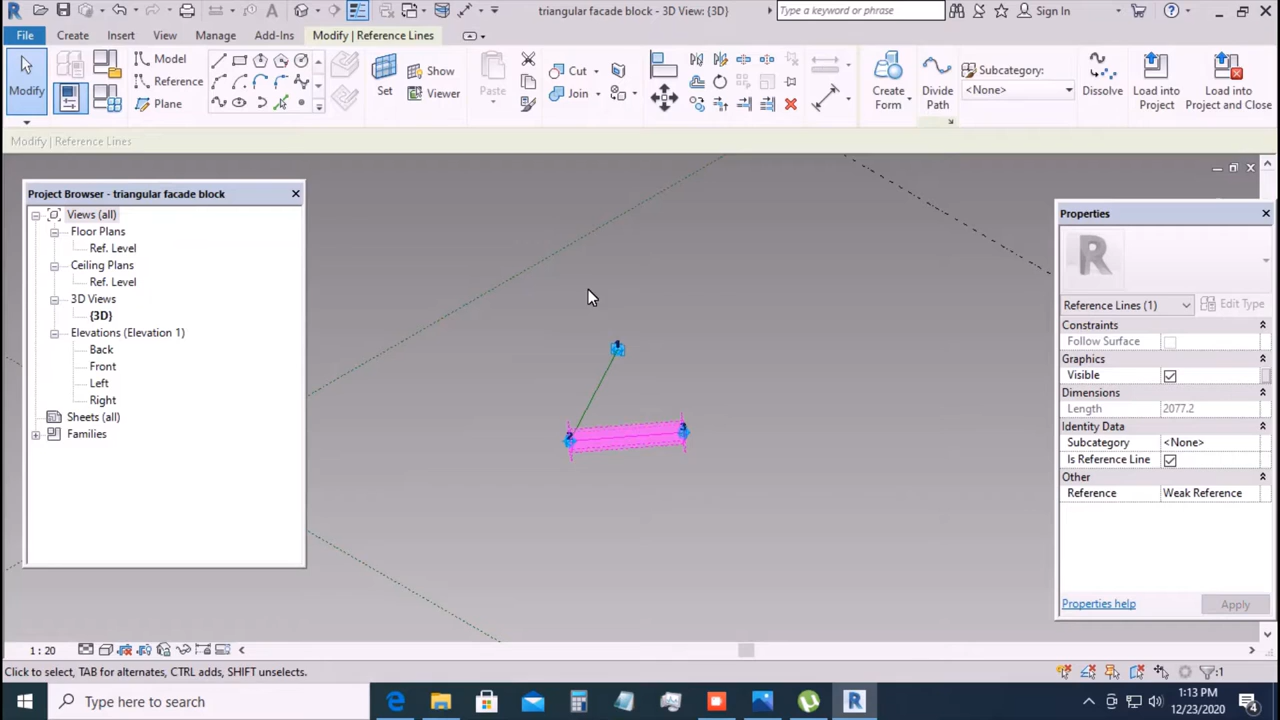 triangular facade block - 3D View: {3D}
Type a keyword or phrase
Sign In
File
Create
Insert
View
Manage
Add-Ins
Modify | Reference Lines
Modify
Model
Reference
Plane
Set
Show
Viewer
Paste
Cut
Join
Create
Form
Divide
Path
Subcategory:
<None>
Dissolve
Load into
Project
Load into
Project and Close
Modify | Reference Lines
Project Browser - triangular facade block
Views (all)
Floor Plans
Ref. Level
Ceiling Plans
Ref. Level
3D Views
{3D}
Elevations (Elevation 1)
Back
Front
Left
Right
Sheets (all)
Families
1
2
3
Properties
R
Reference Lines (1)
Edit Type
Constraints
Follow Surface
Graphics
Visible
Dimensions
Length 2077.2
Identity Data
Subcategory <None>
Is Reference Line
Other
Reference Weak Reference
Properties help
Apply
1 : 20
Click to select, TAB for alternates, CTRL adds, SHIFT unselects.
:1
Type here to search
1:13 PM
12/23/2020
4